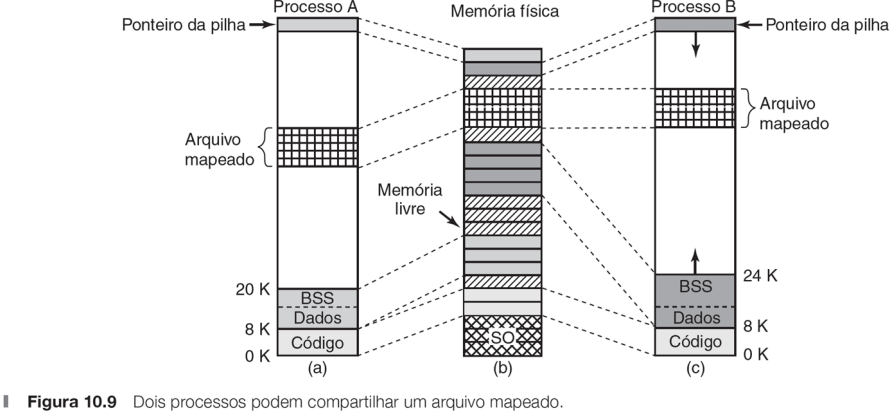 Processo A
Memória física
Processo B
Ponteiro da pilha
Ponteiro da pilha
Arquivo
mapeado
Arquivo
mapeado
Memória
livre
20 K
BSS
Dados
8 K
Código
0 K
SO
24 K
BSS
Dados
8 K
Código
0 K
(a)
(b)
(c)
Figura 10.9 Dois processos podem compartilhar um arquivo mapeado.